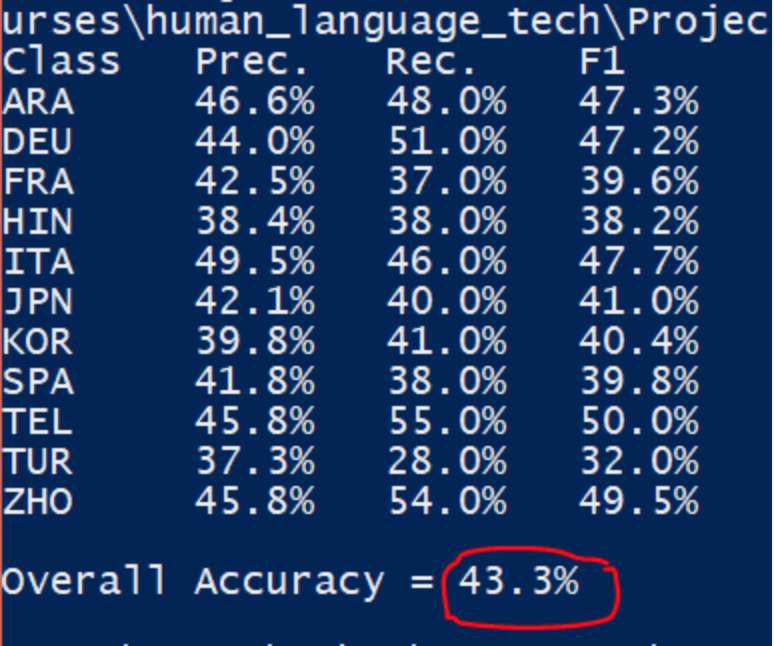 urses\human_language_tech\Projec
Class Prec. Rec. F1
ARA 46.6% 48.0% 47.3%
DEU 44.0% 51.0% 47.2%
FRA 42.5% 37.0% 39.6%
HIN 38.4% 38.0% 38.2%
ITA 49.5% 46.0% 47.7%
JPN 42.1% 40.0% 41.0%
KOR 39.8% 41.0% 40.4%
SPA 41.8% 38.0% 39.8%
TEL 45.8% 55.0% 50.0%
TUR 37.3% 28.0% 32.0%
ZHO 45.8% 54.0% 49.5%
Overall Accuracy = 43.3%